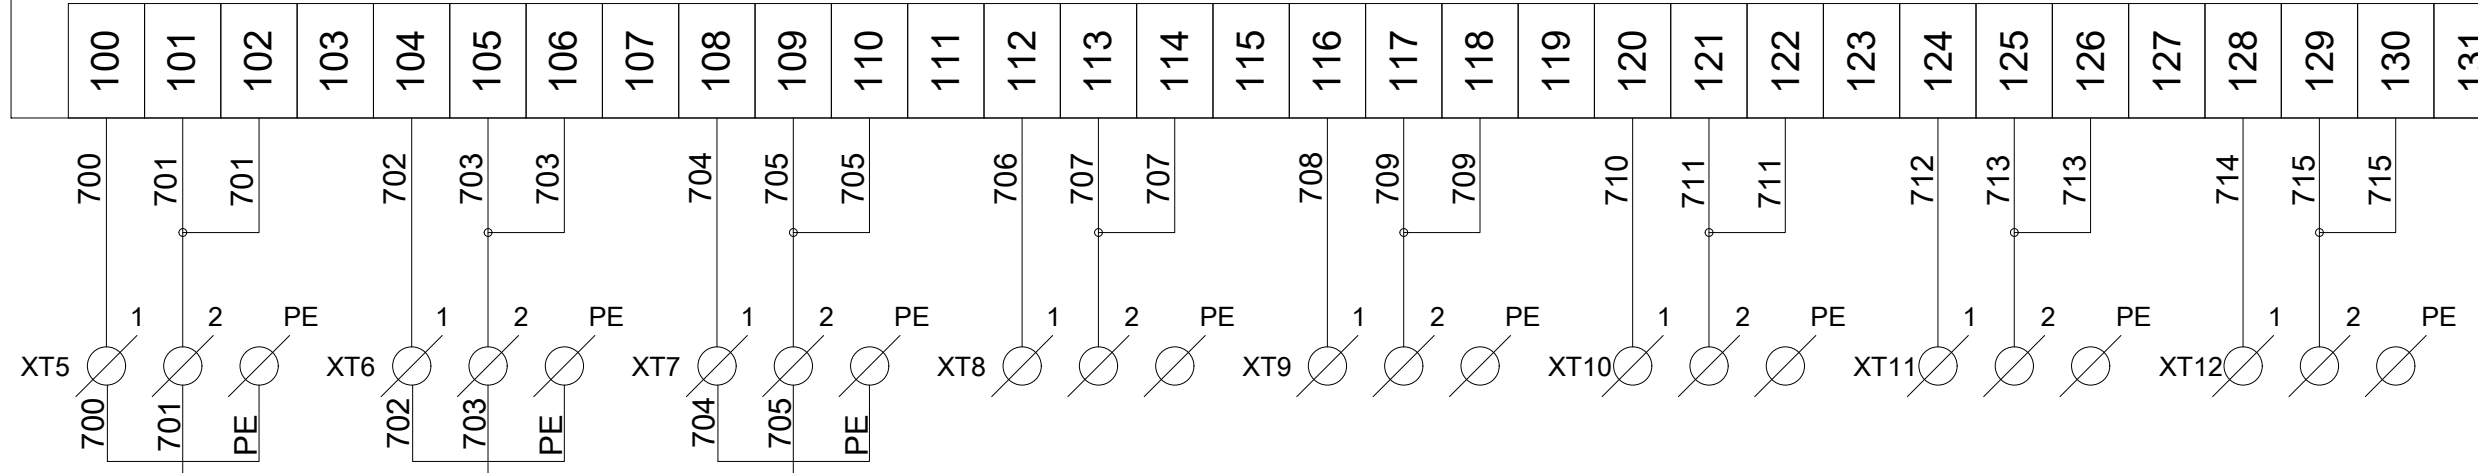 100 101 102 103 104 105 106 107 108 109 110 111 112 113 114 115 116 117 118 119 120 121 122 123 124 125 126 127 128 129 130 131
700 701 701 702 703 703 704 705 705 706 707 707 708 709 709 710 711 711 712 713 713 714 715 715
1 2 PE 1 2 PE 1 2 PE 1 2 PE 1 2 PE 1 2 PE 1 2 PE 1 2 PE
XT5 XT6 XT7 XT8 XT9 XT10 XT11 XT12
700 701 PE 702 703 PE 704 705 PE